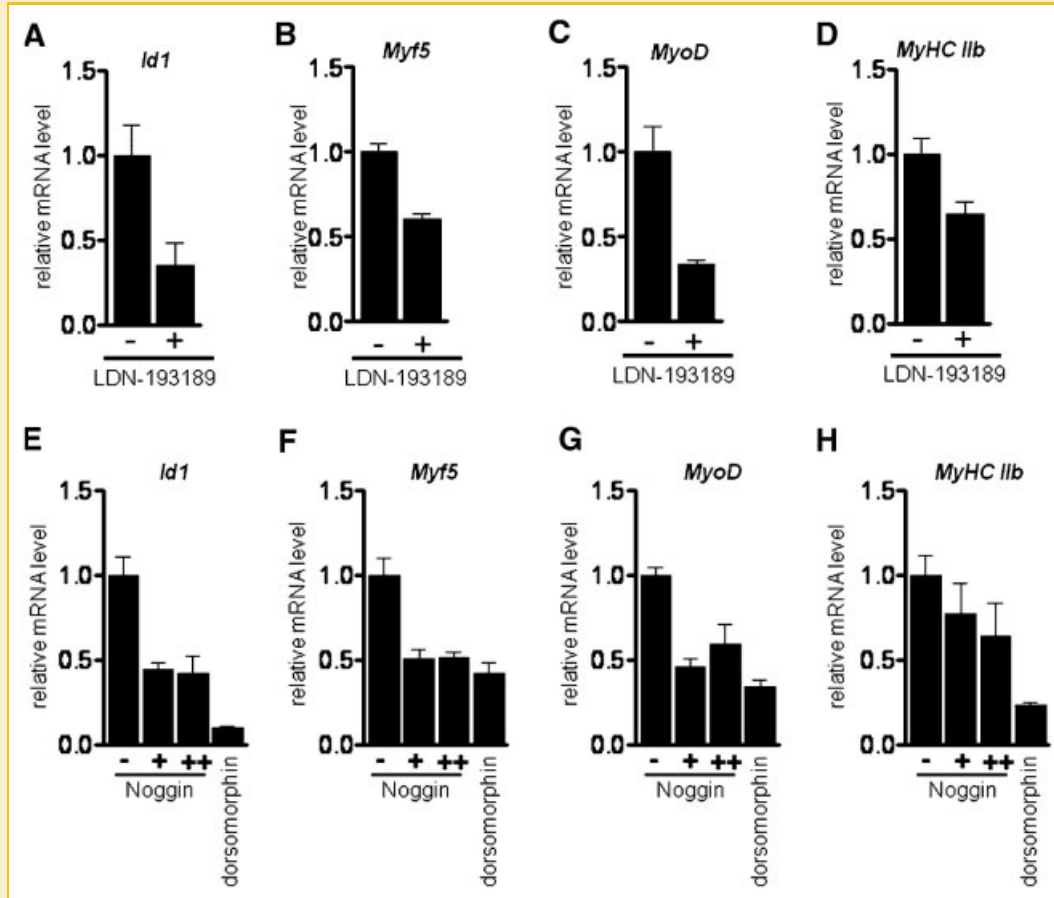 A
Id1
relative mRNA level
1.5
1.0
0.5
0.0
- +
LDN-193189
B
Myf5
relative mRNA level
1.5
1.0
0.5
0.0
- +
LDN-193189
C
MyoD
relative mRNA level
1.5
1.0
0.5
0.0
- +
LDN-193189
D
MyHC IIb
relative mRNA level
1.5
1.0
0.5
0.0
- +
LDN-193189
E
Id1
relative mRNA level
1.5
1.0
0.5
0.0
- + ++
Noggin
dorsomorphin
F
Myf5
relative mRNA level
1.5
1.0
0.5
0.0
- + ++
Noggin
dorsomorphin
G
MyoD
relative mRNA level
1.5
1.0
0.5
0.0
- + ++
Noggin
dorsomorphin
H
MyHC IIb
relative mRNA level
1.5
1.0
0.5
0.0
- + ++
Noggin
dorsomorphin